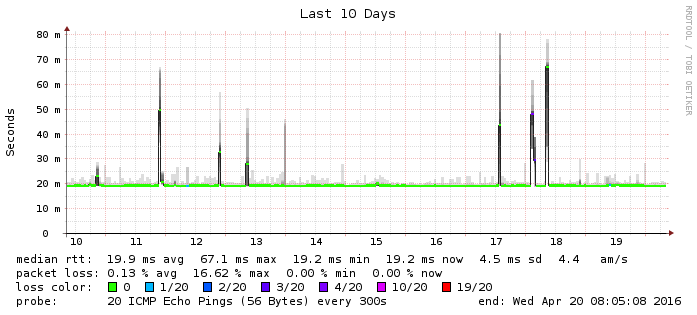 Last 10 Days
RRDTOOL / TOBI OETIKER
Seconds
80 m
70 m
60 m
50 m
40 m
30 m
20 m
10 m
0
10 11 12 13 14 15 16 17 18 19
median rtt: 19.9 ms avg 67.1 ms max 19.2 ms min 19.2 ms now 4.5 ms sd 4.4 am/s
packet loss: 0.13 % avg 16.62 % max 0.00 % min 0.00 % now
loss color: 0 1/20 2/20 3/20 4/20 10/20 19/20
probe: 20 ICMP Echo Pings (56 Bytes) every 300s end: Wed Apr 20 08:05:08 2016